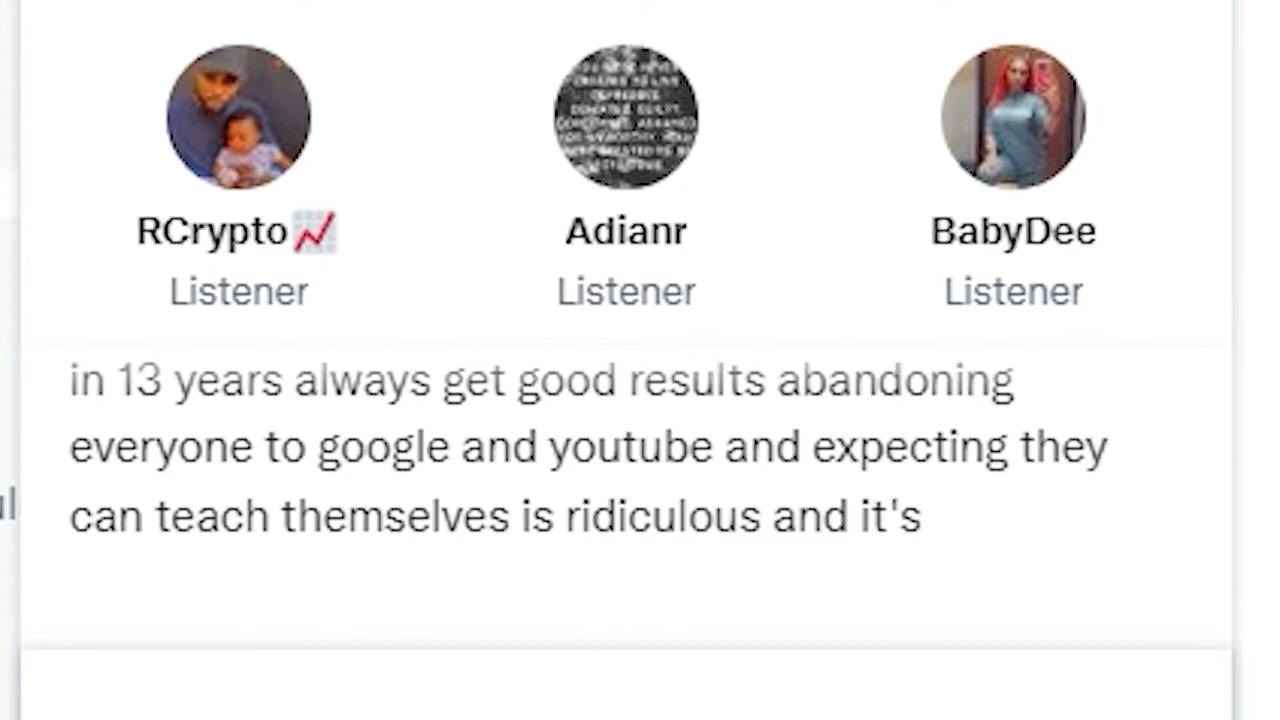 RCrypto📈 Adianr BabyDee
Listener Listener Listener
in 13 years always get good results abandoning
everyone to google and youtube and expecting they
can teach themselves is ridiculous and it's